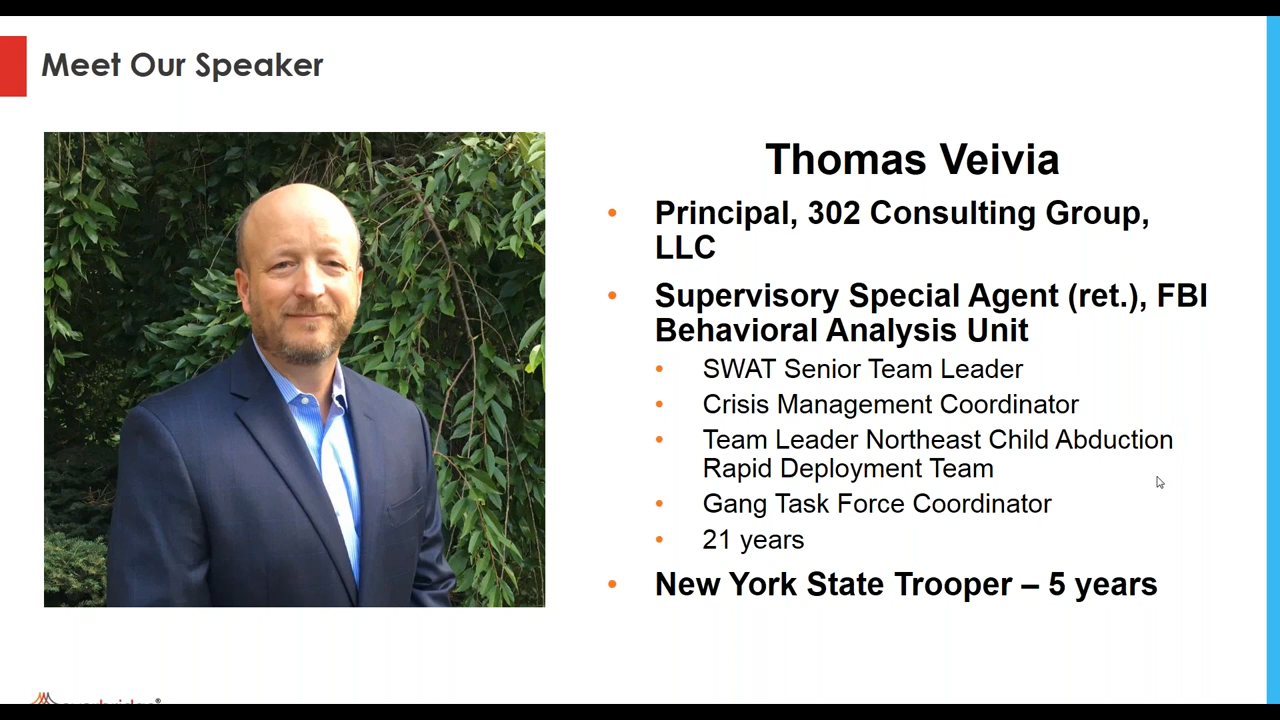 Meet Our Speaker
Thomas Veivia
• Principal, 302 Consulting Group,
LLC
• Supervisory Special Agent (ret.), FBI
Behavioral Analysis Unit
• SWAT Senior Team Leader
• Crisis Management Coordinator
• Team Leader Northeast Child Abduction
Rapid Deployment Team
• Gang Task Force Coordinator
• 21 years
• New York State Trooper – 5 years